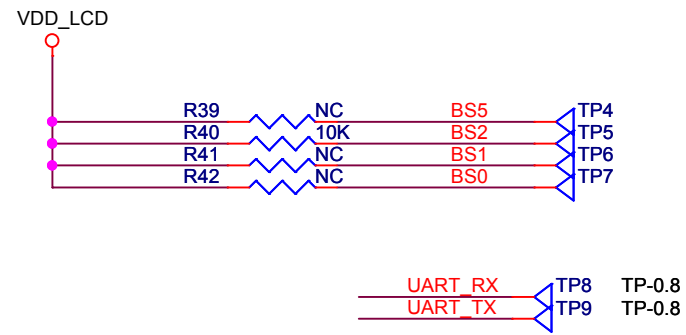 VDD_LCD
R39 NC BS5 TP4
R40 10K BS2 TP5
R41 NC BS1 TP6
R42 NC BS0 TP7
UART_RX TP8 TP-0.8
UART_TX TP9 TP-0.8